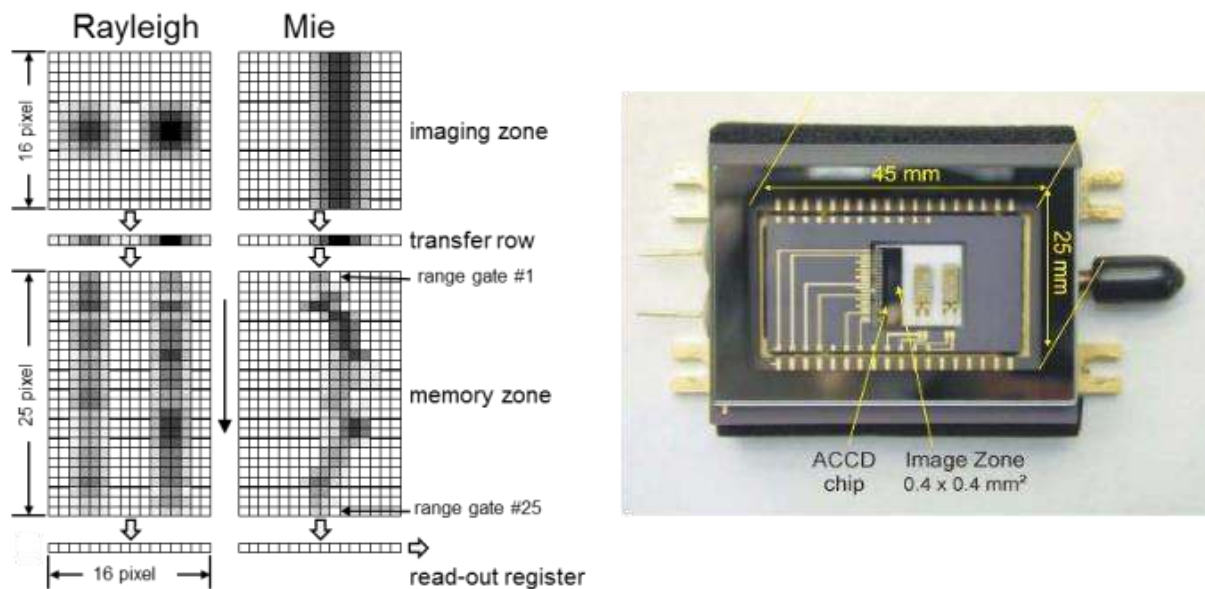 Rayleigh
Mie
16 pixel
imaging zone
transfer row
range gate #1
25 pixel
memory zone
range gate #25
16 pixel
read-out register
45 mm
25 mm
ACCD
chip
Image Zone
0.4 x 0.4 mm²